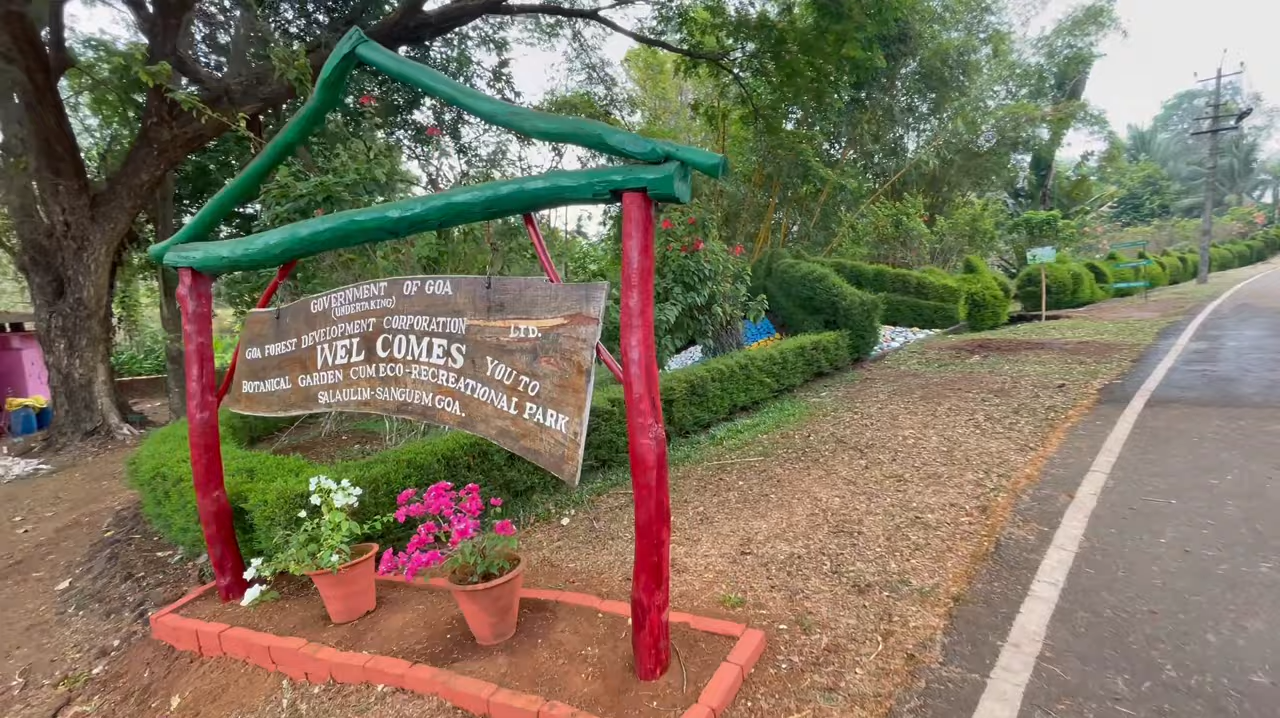 GOVERNMENT OF GOA
(UNDERTAKING)
GOA FOREST DEVELOPMENT CORPORATION LTD.
WEL COMES YOU TO
BOTANICAL GARDEN CUM ECO-RECREATIONAL PARK
SALAULIM-SANGUEM GOA.